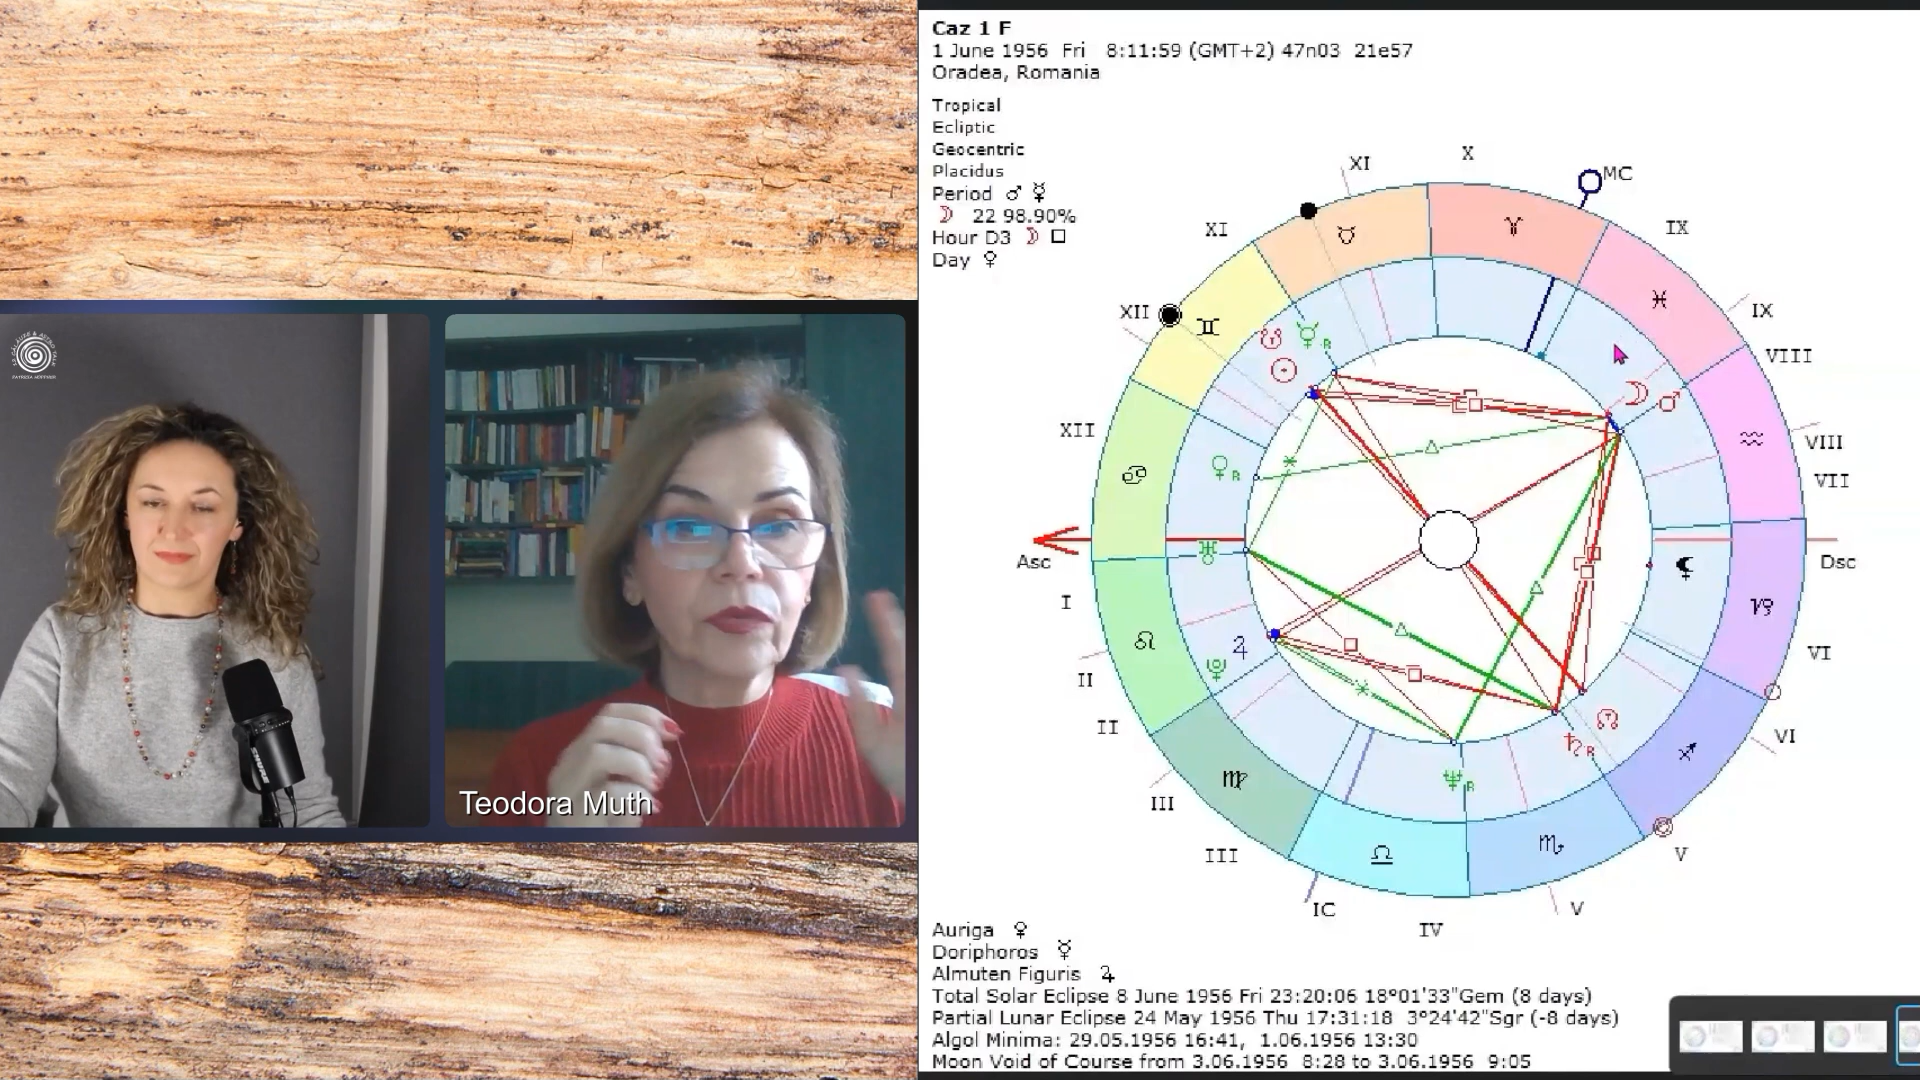 Caz 1 F
1 June 1956 Fri 8:11:59 (GMT+2) 47n03 21e57
Oradea, Romania
Tropical
Ecliptic
Geocentric
Placidus
Period ♂ ☿
☽ 22 98.90%
Hour D3 ☽ □
Day ♀
X
XI
MC
XI
IX
XII
IX
VIII
XII
VIII
VII
Asc
Dsc
I
VI
II
II
VI
III
III
V
IC
V
IV
SHURE
Teodora Muth
Auriga ♀
Doriphoros ☿
Almuten Figuris ♃
Total Solar Eclipse 8 June 1956 Fri 23:20:06 18°01'33"Gem (8 days)
Partial Lunar Eclipse 24 May 1956 Thu 17:31:18 3°24'42"Sgr (-8 days)
Algol Minima: 29.05.1956 16:41, 1.06.1956 13:30
Moon Void of Course from 3.06.1956 8:28 to 3.06.1956 9:05